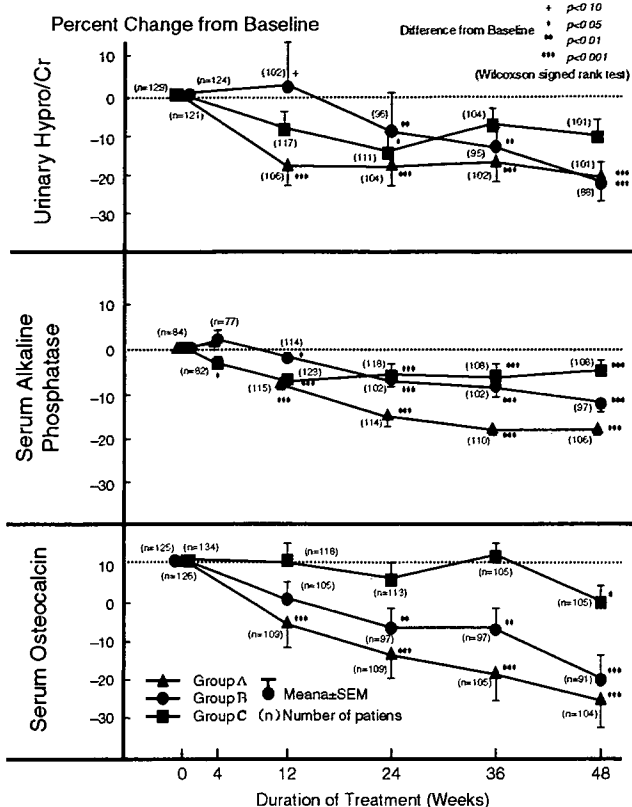 Percent Change from Baseline
Difference from Baseline
+ p<0.10
* p<0.05
** p<0.01
*** p<0.001
(Wilcoxson signed rank test)
Urinary Hypro/Cr
10
0
−10
−20
−30
(n=129)
(n=124)
(n=121)
(102)
+
(117)
(106)
***
(96)
**
(111)
*
(104)
***
(104)
(95)
**
(102)
***
(101)
(101)
***
(88)
***
Serum Alkaline Phosphatase
10
0
−10
−20
−30
(n=84)
(n=77)
(n=82)
*
(114)
*
(123)
***
(115)
***
(118)
***
(102)
***
(114)
***
(108)
***
(102)
***
(110)
***
(108)
***
(97)
***
(106)
***
Serum Osteocalcin
10
0
−10
−20
−30
(n=125)
(n=134)
(n=126)
(n=118)
(n=105)
(n=109)
***
(n=113)
(n=97)
**
(n=109)
***
(n=105)
(n=97)
**
(n=105)
***
(n=105)
*
(n=91)
***
(n=104)
***
Group A
Group B
Group C
Meana±SEM
(n) Number of patiens
0 4 12 24 36 48
Duration of Treatment (Weeks)